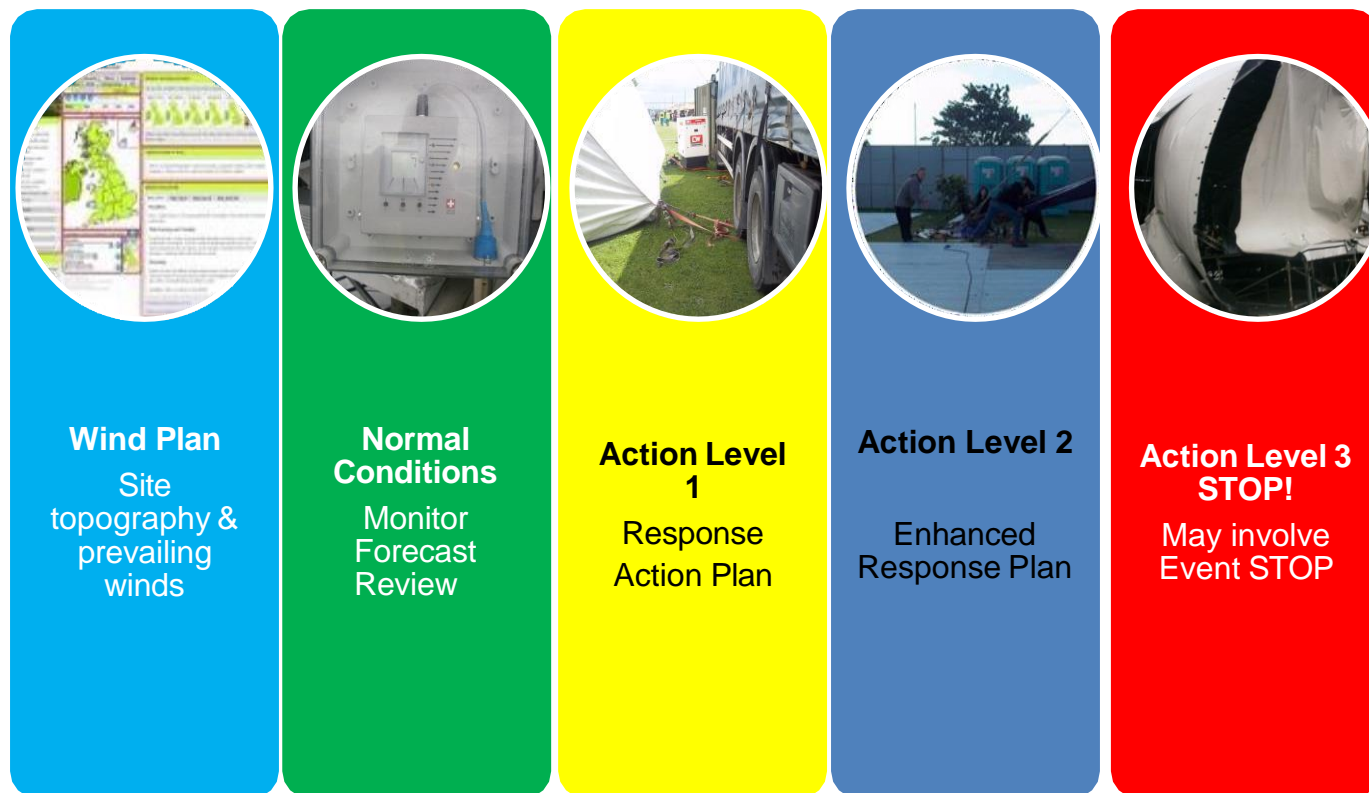 Wind Plan
Site
topography &
prevailing
winds
Normal
Conditions
Monitor
Forecast
Review
Action Level
1
Response
Action Plan
Action Level 2
Enhanced
Response Plan
Action Level 3
STOP!
May involve
Event STOP